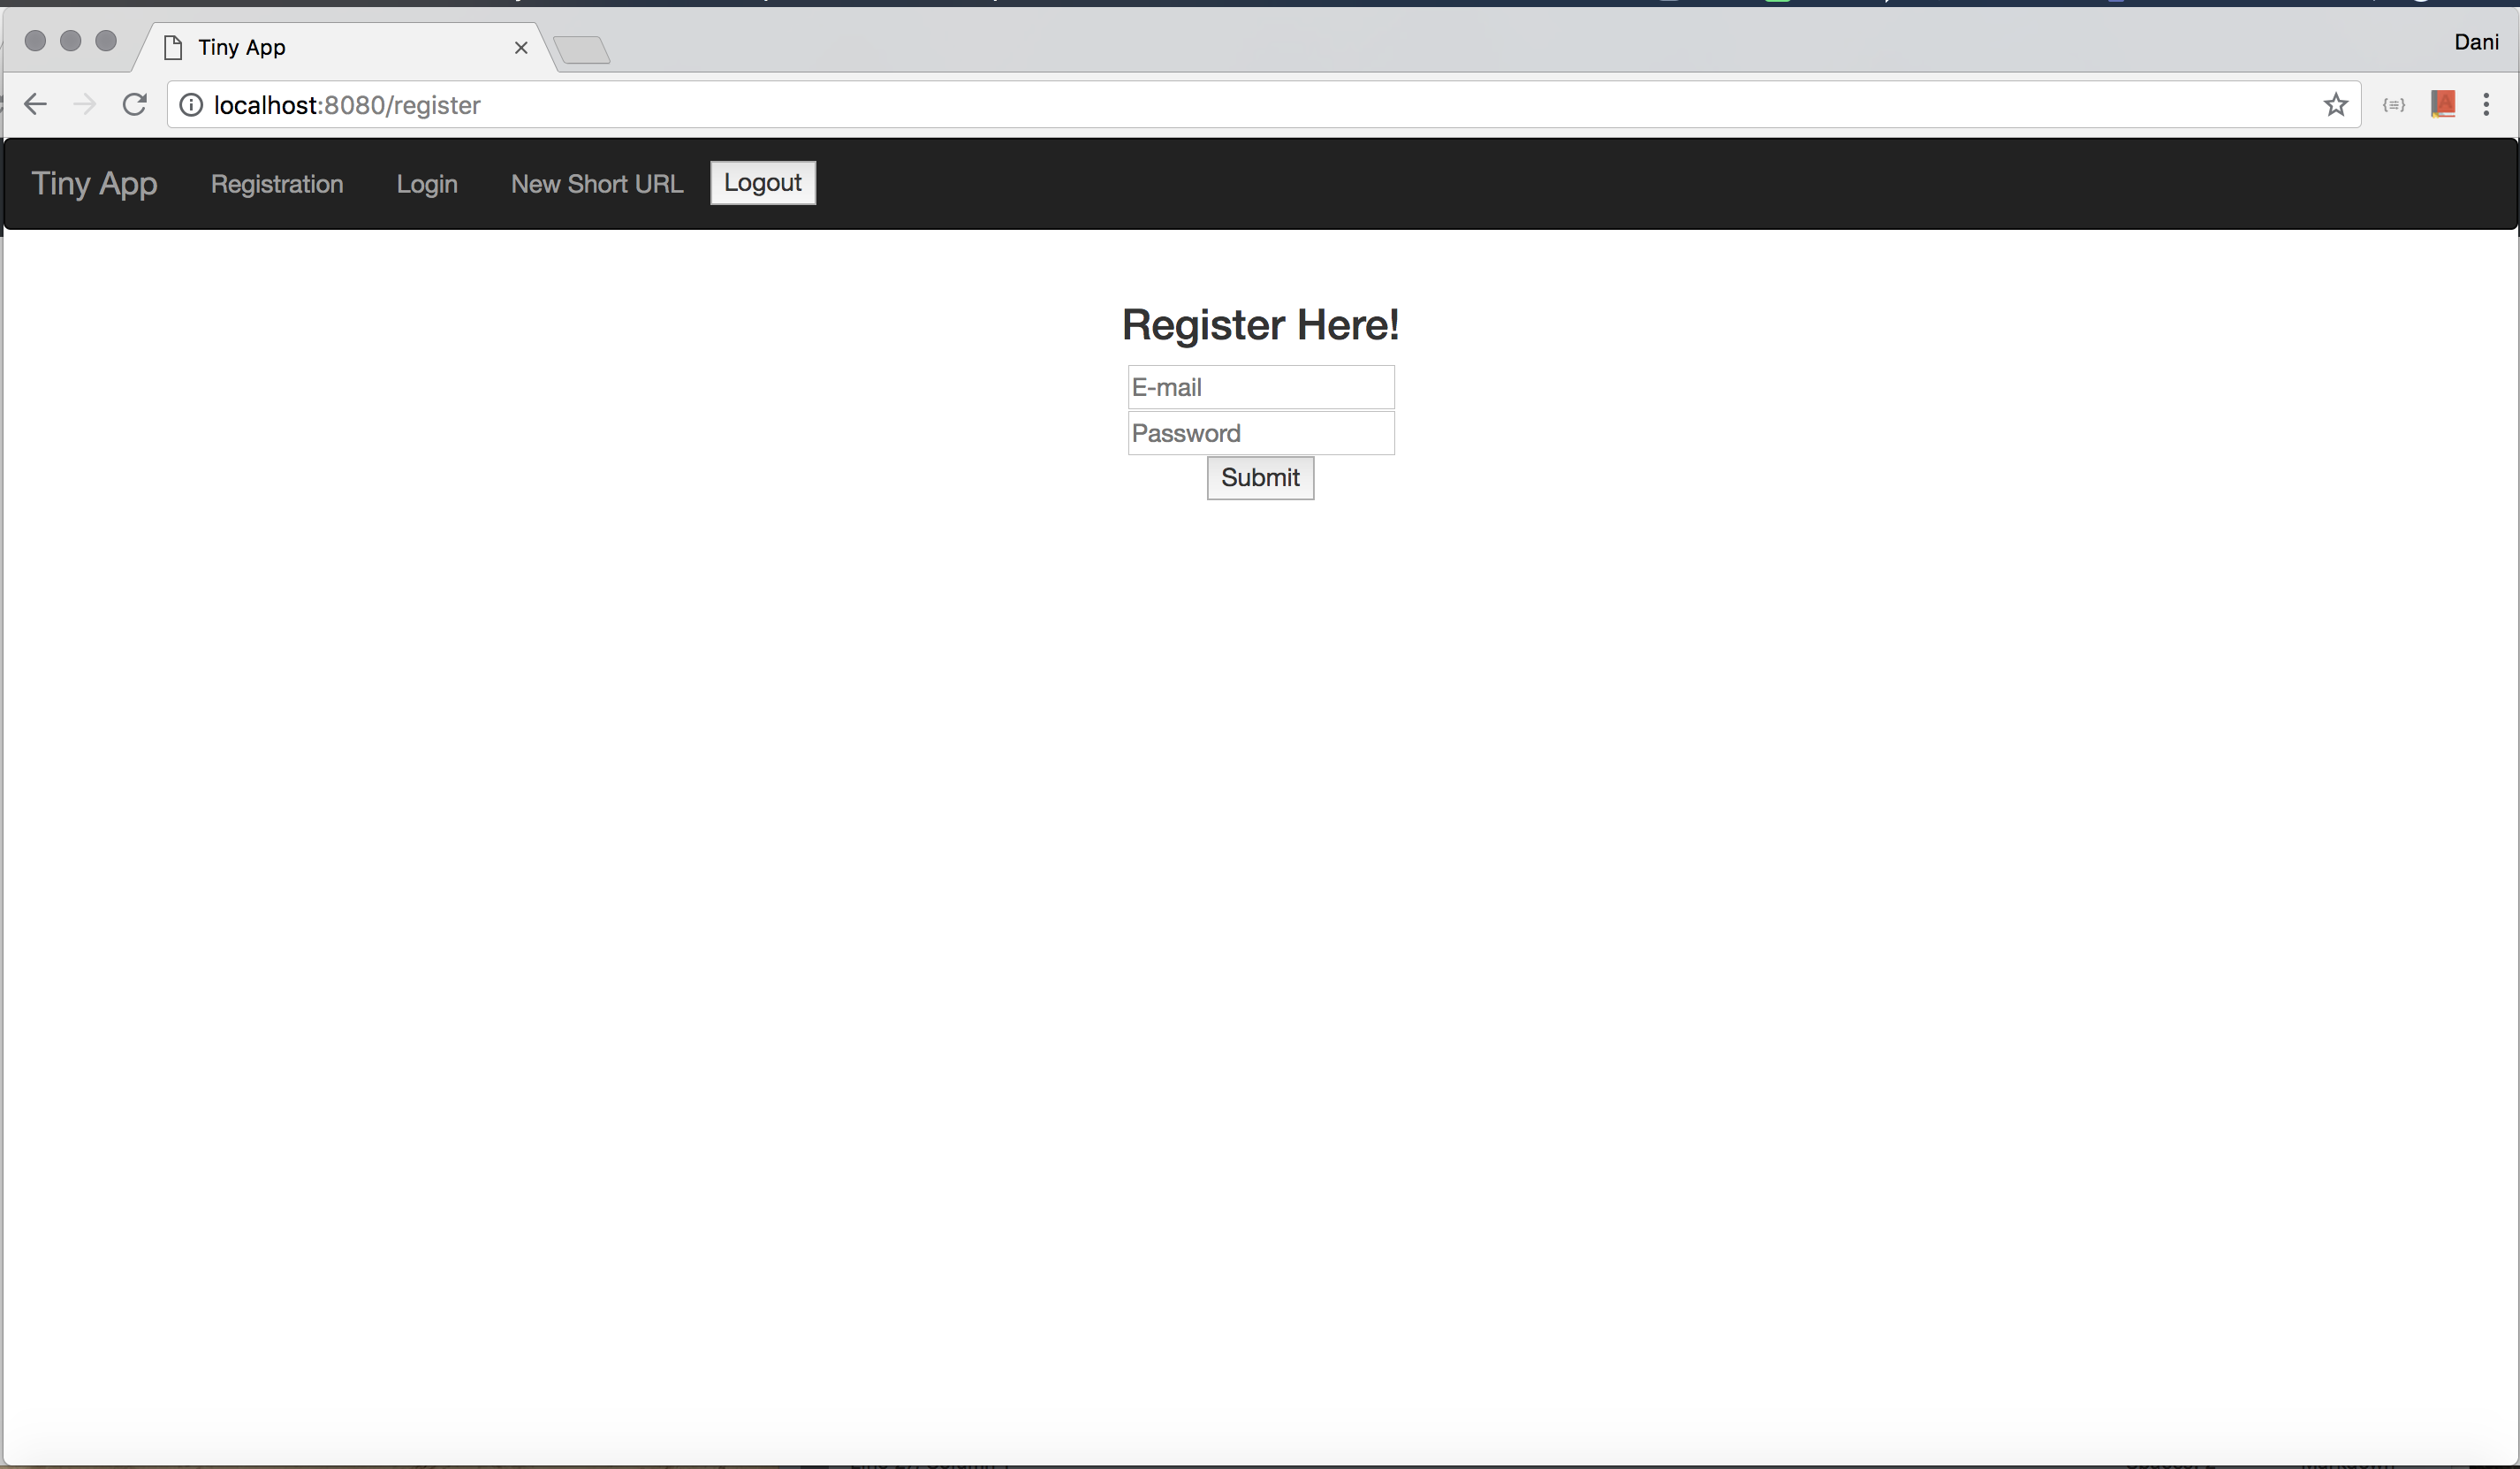 Tiny App
Dani
localhost:8080/register
Tiny App Registration Login New Short URL Logout
Register Here!
E-mail
Password
Submit